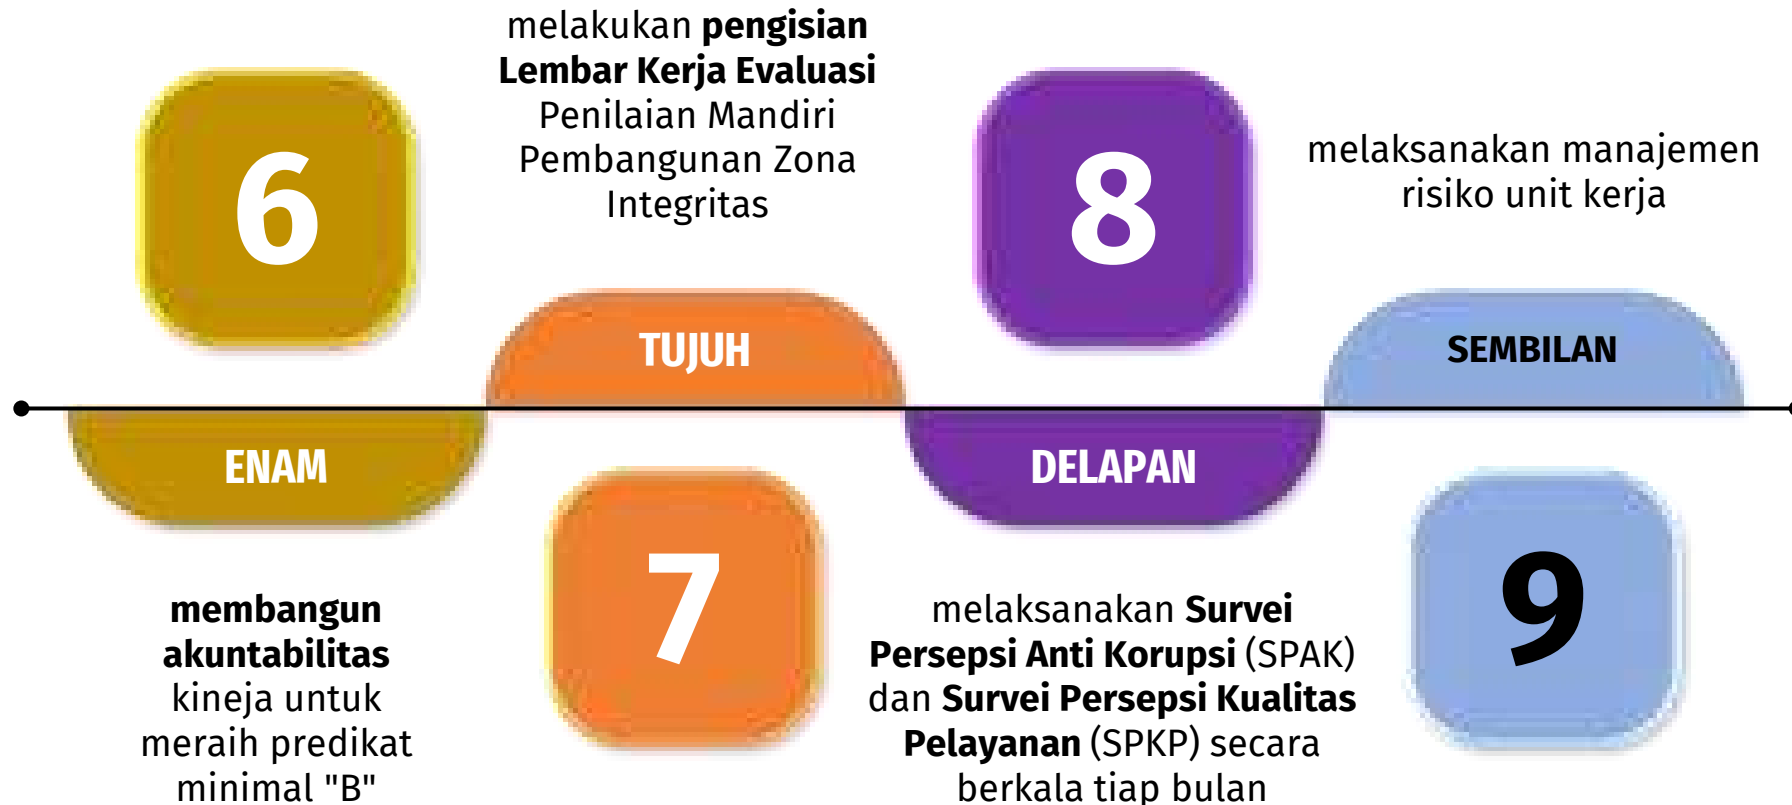 6
ENAM
membangun
akuntabilitas
kineja untuk
meraih predikat
minimal "B"
melakukan pengisian
Lembar Kerja Evaluasi
Penilaian Mandiri
Pembangunan Zona
Integritas
TUJUH
7
8
DELAPAN
melaksanakan Survei
Persepsi Anti Korupsi (SPAK)
dan Survei Persepsi Kualitas
Pelayanan (SPKP) secara
berkala tiap bulan
melaksanakan manajemen
risiko unit kerja
SEMBILAN
9